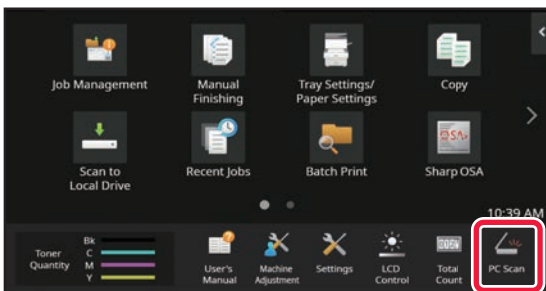 Job Management
Manual
Finishing
Tray Settings/
Paper Settings
Copy
Scan to
Local Drive
Recent Jobs
Batch Print
Sharp OSA
10:39 AM
Toner
Quantity
Bk
C
M
Y
User's
Manual
Machine
Adjustment
Settings
LCD
Control
Total
Count
PC Scan